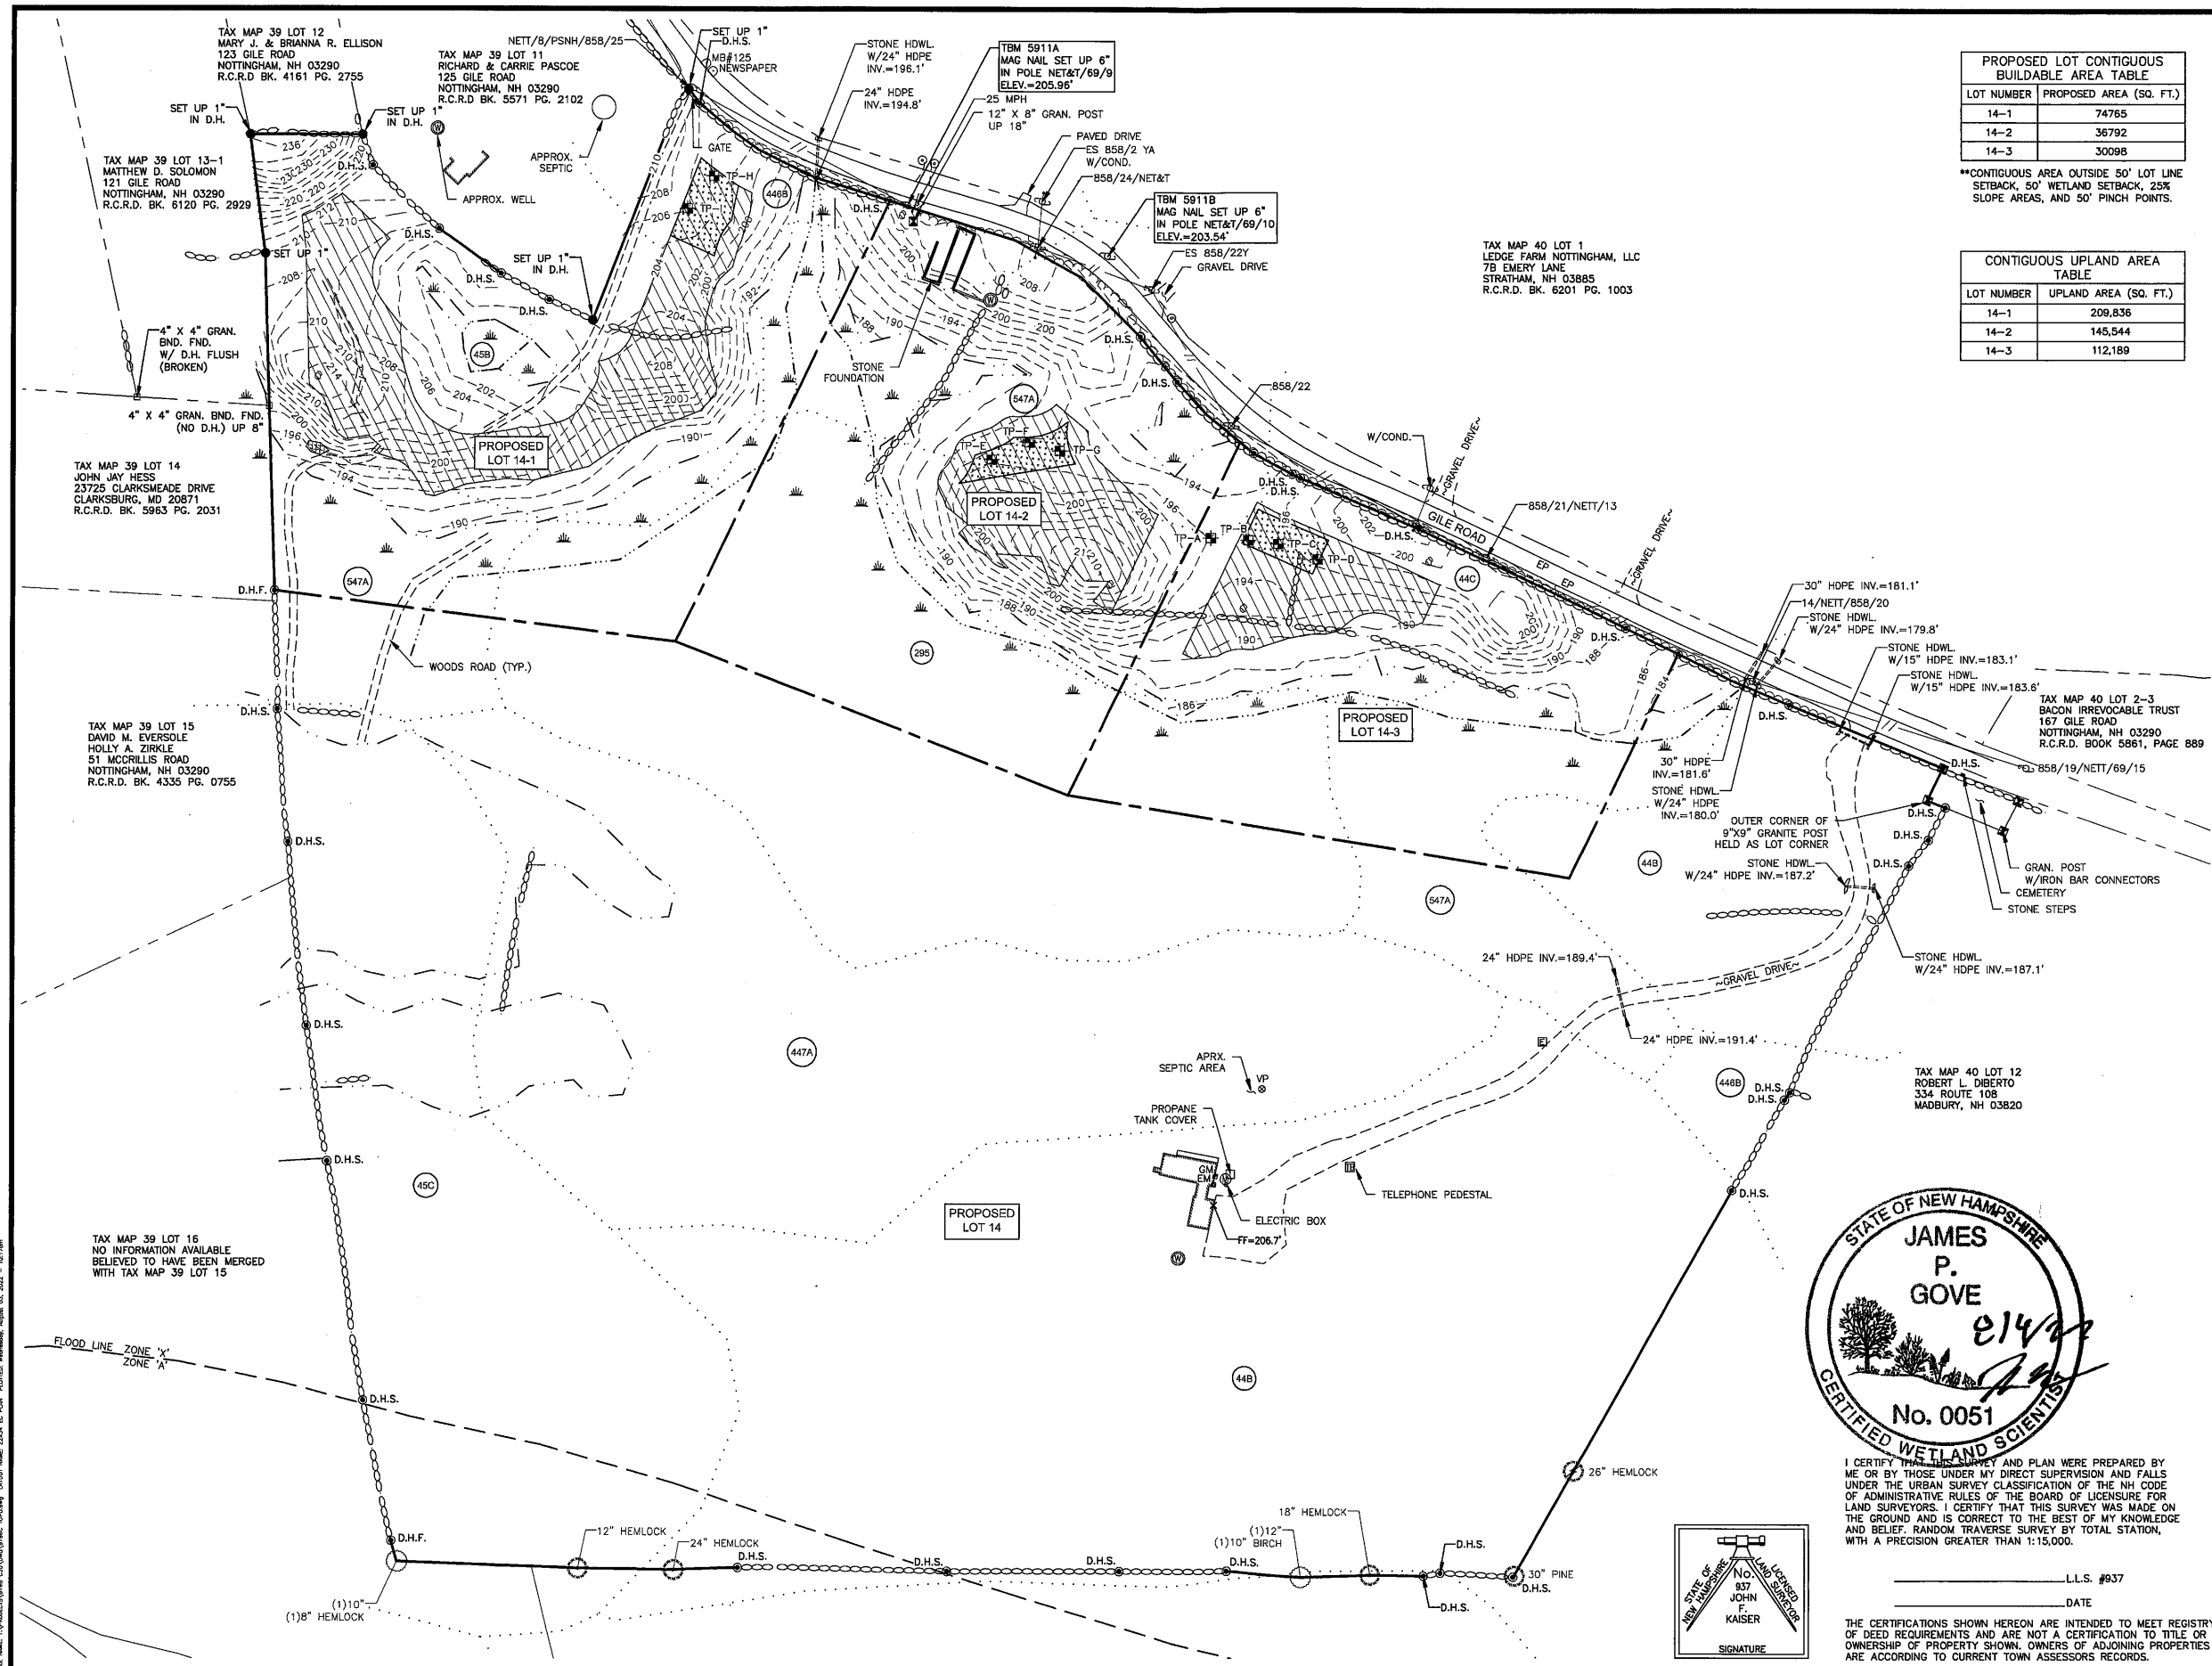 TAX MAP 39 LOT 12
MARY J. & BRIANNA R. ELLISON
123 GILE ROAD
NOTTINGHAM, NH 03290
R.C.R.D BK. 4161 PG. 2755
TAX MAP 39 LOT 11
RICHARD & CARRIE PASCOE
125 GILE ROAD
NOTTINGHAM, NH 03290
R.C.R.D BK. 5571 PG. 2102
NETT/8/PSNH/858/25
SET UP 1"
D.H.S.
MB#125
NEWSPAPER
STONE HDWL.
W/24" HDPE
INV.=196.1'
24" HDPE
INV.=194.8'
TBM 5911A
MAG NAIL SET UP 6"
IN POLE NET&T/69/9
ELEV.=205.96'
25 MPH
12" X 8" GRAN. POST
UP 18"
PAVED DRIVE
ES 858/2 YA
W/COND.
858/24/NET&T
TBM 5911B
MAG NAIL SET UP 6"
IN POLE NET&T/69/10
ELEV.=203.54'
ES 858/22Y
GRAVEL DRIVE
PROPOSED LOT CONTIGUOUS
BUILDABLE AREA TABLE
LOT NUMBER PROPOSED AREA (SQ. FT.)
14-1 74765
14-2 36792
14-3 30098
**CONTIGUOUS AREA OUTSIDE 50' LOT LINE
SETBACK, 50' WETLAND SETBACK, 25%
SLOPE AREAS, AND 50' PINCH POINTS.
CONTIGUOUS UPLAND AREA
TABLE
LOT NUMBER UPLAND AREA (SQ. FT.)
14-1 209,836
14-2 145,544
14-3 112,189
TAX MAP 40 LOT 1
LEDGE FARM NOTTINGHAM, LLC
7B EMERY LANE
STRATHAM, NH 03885
R.C.R.D. BK. 6201 PG. 1003
SET UP 1"
IN D.H.
SET UP 1"
IN D.H.
APPROX. WELL
APPROX.
SEPTIC
GATE
TP-H
TP-I
446B
D.H.S.
TAX MAP 39 LOT 13-1
MATTHEW D. SOLOMON
121 GILE ROAD
NOTTINGHAM, NH 03290
R.C.R.D. BK. 6120 PG. 2929
SET UP 1"
D.H.S.
D.H.S.
D.H.S.
D.H.S.
SET UP 1"
IN D.H.
45B
4" X 4" GRAN.
BND. FND.
W/ D.H. FLUSH
(BROKEN)
4" X 4" GRAN. BND. FND.
(NO D.H.) UP 8"
STONE
FOUNDATION
PROPOSED
LOT 14-1
TAX MAP 39 LOT 14
JOHN JAY HESS
23725 CLARKSMEADE DRIVE
CLARKSBURG, MD 20871
R.C.R.D. BK. 5963 PG. 2031
547A
TP-E
TP-F
TP-G
PROPOSED
LOT 14-2
D.H.S.
D.H.S.
858/22
W/COND.
~GRAVEL DRIVE~
D.H.S.
D.H.S.
D.H.S.
GILE ROAD
858/21/NETT/13
EP
EP
~GRAVEL DRIVE~
TP-A
TP-B
TP-C
TP-D
44C
D.H.S.
547A
D.H.F.
WOODS ROAD (TYP.)
295
PROPOSED
LOT 14-3
30" HDPE INV.=181.1'
14/NETT/858/20
STONE HDWL.
W/24" HDPE INV.=179.8'
STONE HDWL.
W/15" HDPE INV.=183.1'
STONE HDWL.
W/15" HDPE INV.=183.6'
TAX MAP 40 LOT 2-3
BACON IRREVOCABLE TRUST
167 GILE ROAD
NOTTINGHAM, NH 03290
R.C.R.D. BOOK 5861, PAGE 889
858/19/NETT/69/15
D.H.S.
D.H.S.
30" HDPE
INV.=181.6'
STONE HDWL.
W/24" HDPE
INV.=180.0'
OUTER CORNER OF
9"X9" GRANITE POST
HELD AS LOT CORNER
D.H.S.
D.H.S.
D.H.S.
GRAN. POST
W/IRON BAR CONNECTORS
CEMETERY
STONE STEPS
STONE HDWL.
W/24" HDPE INV.=187.2'
STONE HDWL.
W/24" HDPE INV.=187.1'
TAX MAP 39 LOT 15
DAVID M. EVERSOLE
HOLLY A. ZIRKLE
51 MCCRILLIS ROAD
NOTTINGHAM, NH 03290
R.C.R.D. BK. 4335 PG. 0755
D.H.S.
D.H.S.
44B
547A
24" HDPE INV.=189.4'
~GRAVEL DRIVE~
24" HDPE INV.=191.4'
D.H.S.
447A
APRX.
SEPTIC AREA
VP
PROPANE
TANK COVER
446B
D.H.S.
D.H.S.
TAX MAP 40 LOT 12
ROBERT L. DIBERTO
334 ROUTE 108
MADBURY, NH 03820
D.H.S.
45C
GM
EM
TELEPHONE PEDESTAL
ELECTRIC BOX
FF=206.7'
D.H.S.
PROPOSED
LOT 14
TAX MAP 39 LOT 16
NO INFORMATION AVAILABLE
BELIEVED TO HAVE BEEN MERGED
WITH TAX MAP 39 LOT 15
FLOOD LINE ZONE 'X'
ZONE 'A'
D.H.S.
44B
STATE OF NEW HAMPSHIRE
JAMES
P.
GOVE
No. 0051
CERTIFIED WETLAND SCIENTIST
26" HEMLOCK
I CERTIFY THAT THIS SURVEY AND PLAN WERE PREPARED BY
ME OR BY THOSE UNDER MY DIRECT SUPERVISION AND FALLS
UNDER THE URBAN SURVEY CLASSIFICATION OF THE NH CODE
OF ADMINISTRATIVE RULES OF THE BOARD OF LICENSURE FOR
LAND SURVEYORS. I CERTIFY THAT THIS SURVEY WAS MADE ON
THE GROUND AND IS CORRECT TO THE BEST OF MY KNOWLEDGE
AND BELIEF. RANDOM TRAVERSE SURVEY BY TOTAL STATION,
WITH A PRECISION GREATER THAN 1:15,000.
L.L.S. #937
DATE
THE CERTIFICATIONS SHOWN HEREON ARE INTENDED TO MEET REGISTRY
OF DEED REQUIREMENTS AND ARE NOT A CERTIFICATION TO TITLE OR
OWNERSHIP OF PROPERTY SHOWN. OWNERS OF ADJOINING PROPERTIES
ARE ACCORDING TO CURRENT TOWN ASSESSORS RECORDS.
STATE OF
NEW HAMPSHIRE
No.
937
JOHN
F.
KAISER
LICENSED
LAND SURVEYOR
SIGNATURE
D.H.F.
(1)10"
(1)8" HEMLOCK
12" HEMLOCK
24" HEMLOCK
D.H.S.
D.H.S.
D.H.S.
D.H.S.
(1)12"
(1)10" BIRCH
18" HEMLOCK
D.H.S.
D.H.S.
30" PINE
D.H.S.